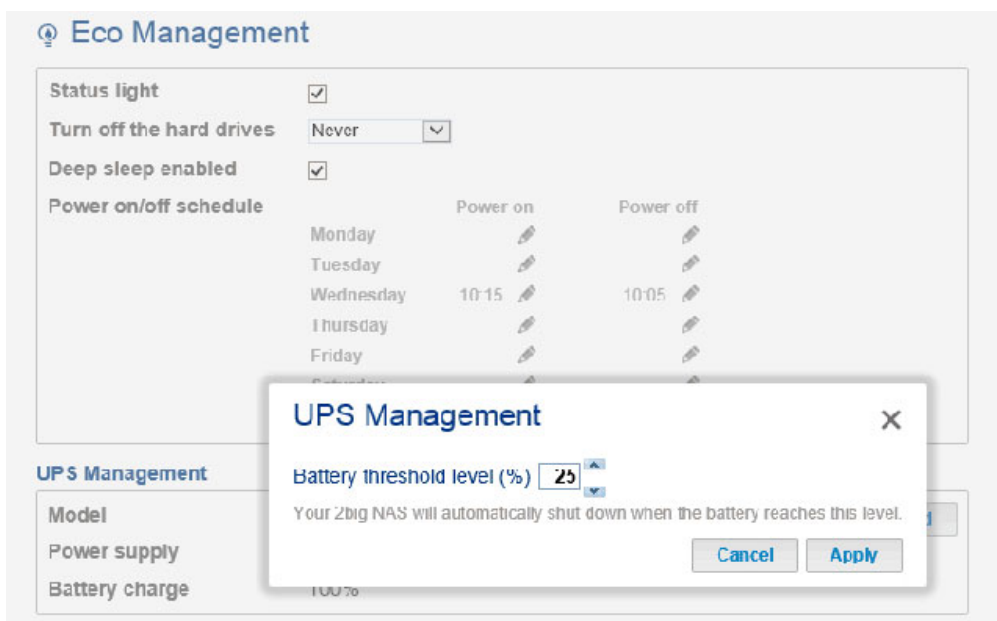 Eco Management
Status light
Turn off the hard drives Never
Deep sleep enabled
Power on/off schedule Power on Power off
Monday
Tuesday
Wednesday 10:15 10:05
Thursday
Friday
Saturday
UPS Management
Battery threshold level (%) 25
Your 2big NAS will automatically shut down when the battery reaches this level.
Cancel Apply
UPS Management
Model
Power supply
Battery charge 100%